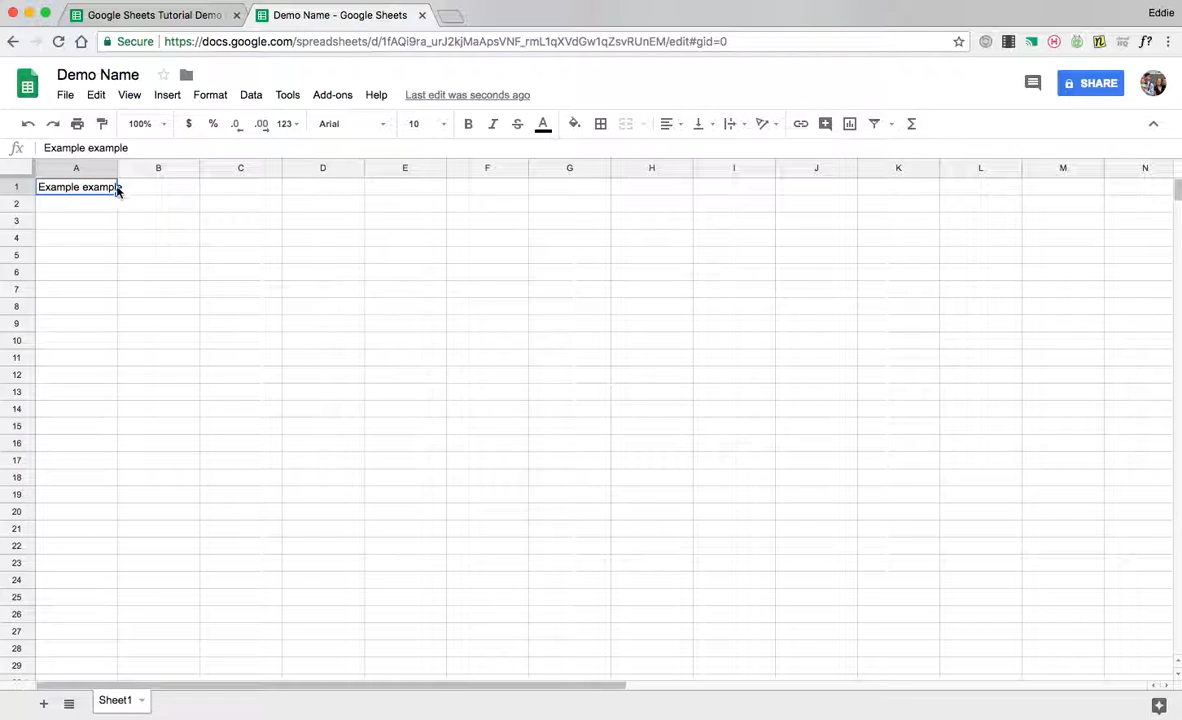 Google Sheets Tutorial Demo
Demo Name - Google Sheets
Eddie
Secure
https://docs.google.com/spreadsheets/d/1fAQi9ra_urJ2kjMaApsVNF_rmL1qXVdGw1qZsvRUnEM/edit#gid=0
Demo Name
File Edit View Insert Format Data Tools Add-ons Help Last edit was seconds ago
SHARE
100% $ % .0 .00 123 Arial 10 B I S A Σ
fx Example example
A B C D E F G H I J K L M N
1 Example example
2
3
4
5
6
7
8
9
10
11
12
13
14
15
16
17
18
19
20
21
22
23
24
25
26
27
28
29
+ Sheet1